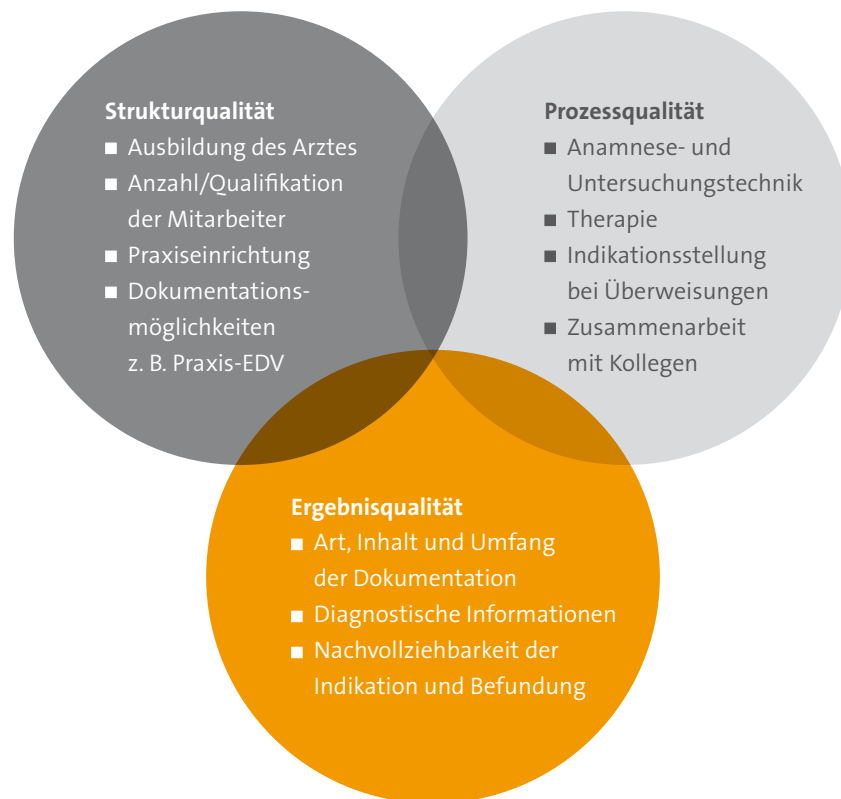 Strukturqualität
■ Ausbildung des Arztes
■ Anzahl/Qualifikation
der Mitarbeiter
■ Praxiseinrichtung
■ Dokumentations-
möglichkeiten
z. B. Praxis-EDV
Prozessqualität
■ Anamnese- und
Untersuchungstechnik
■ Therapie
■ Indikationsstellung
bei Überweisungen
■ Zusammenarbeit
mit Kollegen
Ergebnisqualität
■ Art, Inhalt und Umfang
der Dokumentation
■ Diagnostische Informationen
■ Nachvollziehbarkeit der
Indikation und Befundung